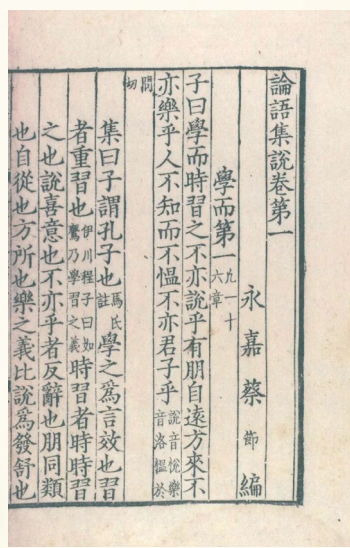 論語集說卷第一
永嘉蔡節編
學而第一凡一十六章
子曰學而時習之不亦說乎有朋自遠方來不
亦樂乎人不知而不慍不亦君子乎說音悅樂音洛慍於
問切
集曰子謂孔子也馬氏註學之為言效也習
者重習也伊川程子曰如鷹乃學習之義時習者時時習
之也說喜意也不亦乎者反辭也朋同類
也自從也方所也樂之義比說為發舒也